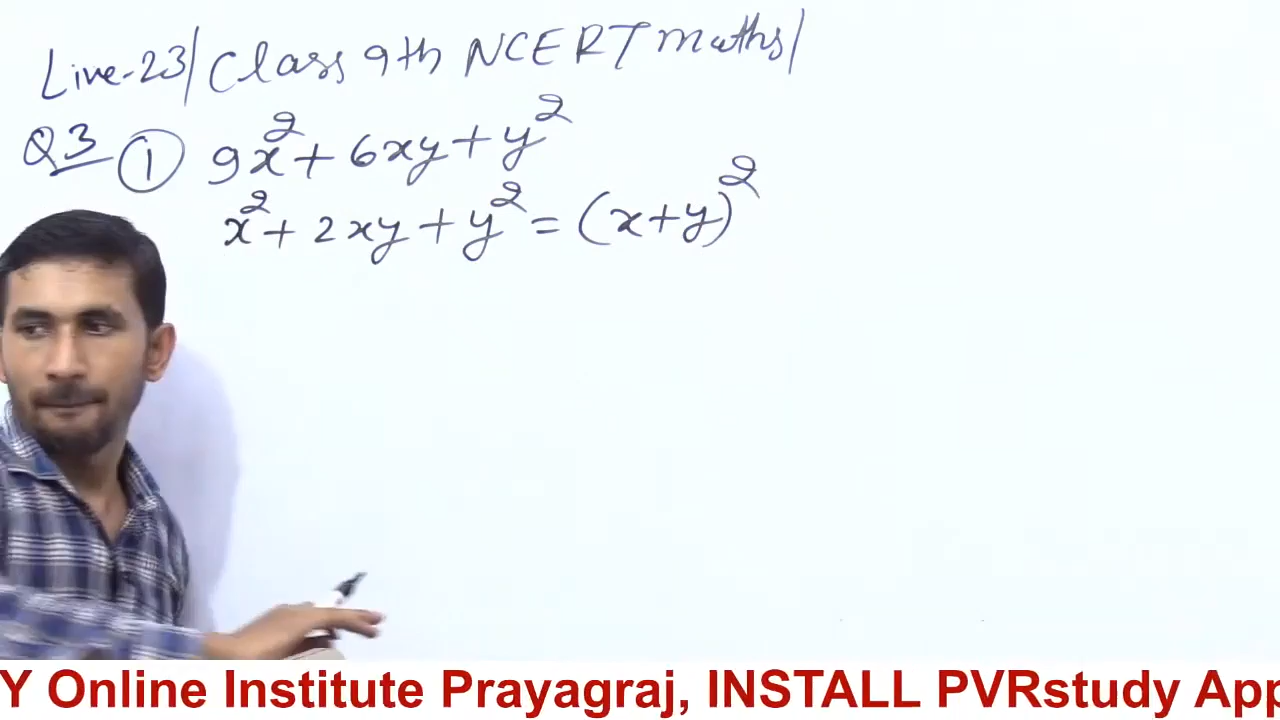 Live-23/Class 9th NCERT maths/
Q3 ① 9x²+6xy+y²
x²+2xy+y²=(x+y)²
Y Online Institute Prayagraj, INSTALL PVRstudy App